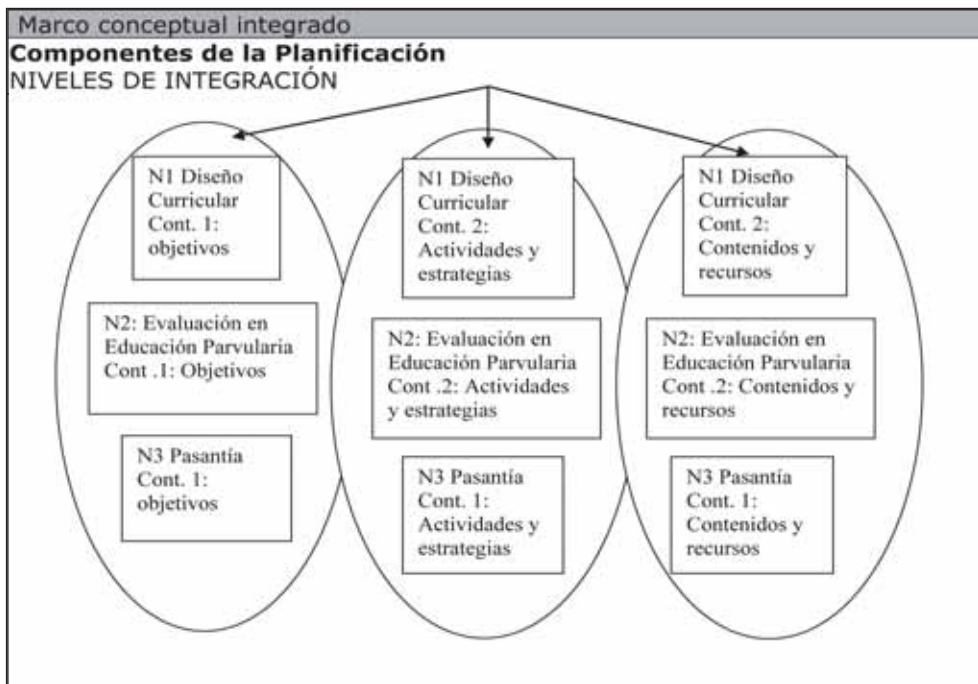 Marco conceptual integrado
Componentes de la Planificación
NIVELES DE INTEGRACIÓN
N1 Diseño
Curricular
Cont. 1:
objetivos
N2: Evaluación en
Educación Parvularia
Cont .1: Objetivos
N3 Pasantía
Cont. 1:
objetivos
N1 Diseño
Curricular
Cont. 2:
Actividades y
estrategias
N2: Evaluación en
Educación Parvularia
Cont .2: Actividades
y estrategias
N3 Pasantía
Cont. 1:
Actividades y
estrategias
N1 Diseño
Curricular
Cont. 2:
Contenidos y
recursos
N2: Evaluación en
Educación Parvularia
Cont .2: Contenidos y
recursos
N3 Pasantía
Cont. 1:
Contenidos y
recursos